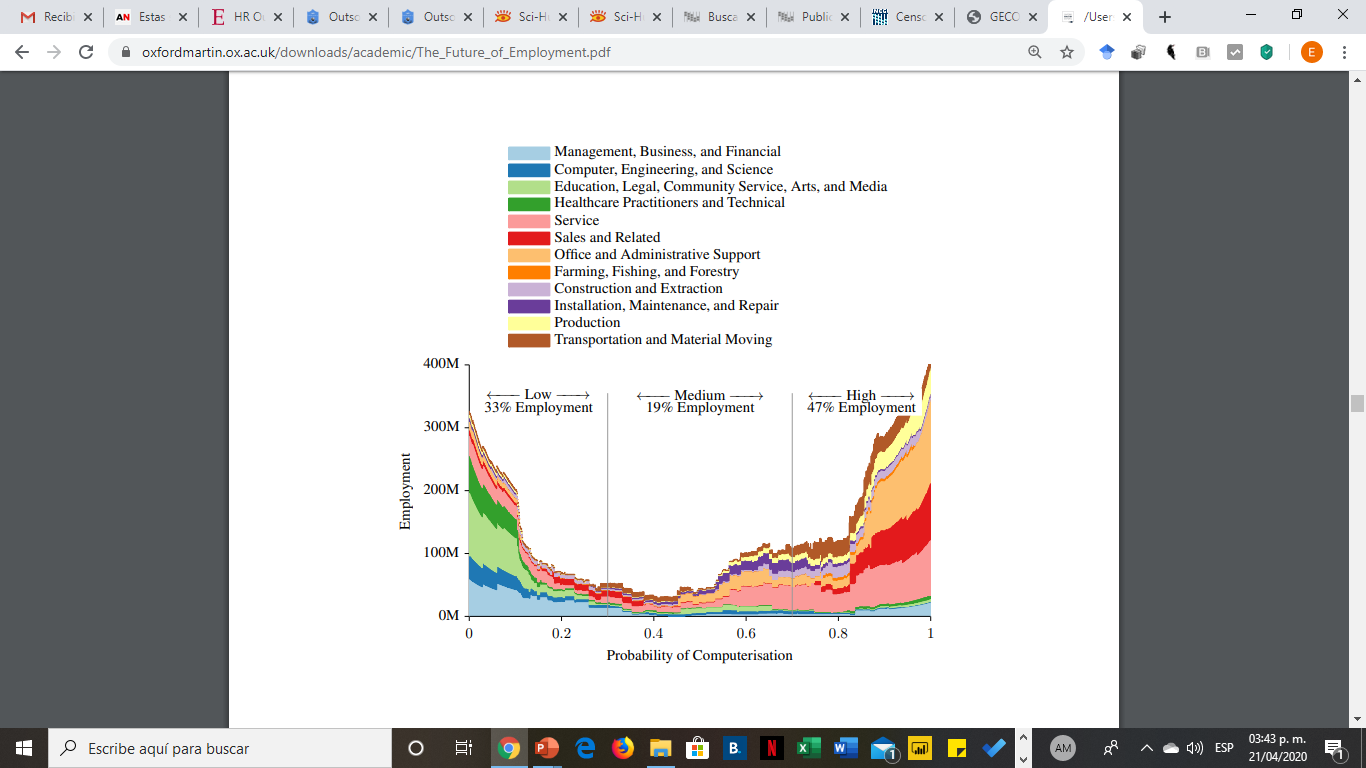 Recibi
Estas
HR O
Outsc
Outsc
Sci-H
Sci-H
Busca
Public
Censo
GECO
/User
oxfordmartin.ox.ac.uk/downloads/academic/The_Future_of_Employment.pdf
E
Management, Business, and Financial
Computer, Engineering, and Science
Education, Legal, Community Service, Arts, and Media
Healthcare Practitioners and Technical
Service
Sales and Related
Office and Administrative Support
Farming, Fishing, and Forestry
Construction and Extraction
Installation, Maintenance, and Repair
Production
Transportation and Material Moving
400M
300M
200M
100M
0M
Employment
Low
33% Employment
Medium
19% Employment
High
47% Employment
0 0.2 0.4 0.6 0.8 1
Probability of Computerisation
Escribe aquí para buscar
AM
ESP
03:43 p. m.
21/04/2020